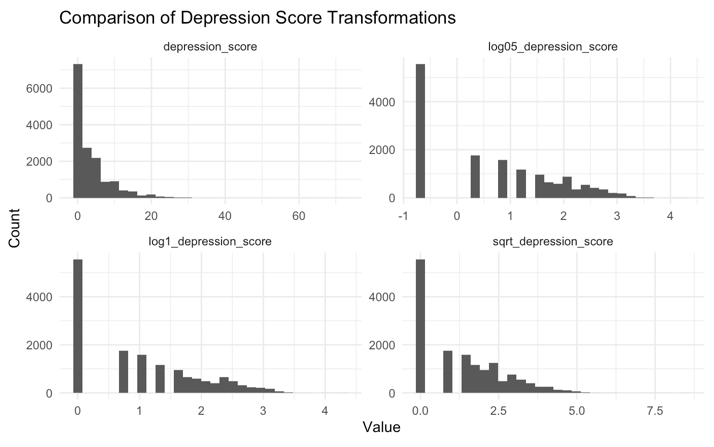 Comparison of Depression Score Transformations
depression_score
log05_depression_score
6000
4000
2000
0
0 20 40 60
4000
2000
0
-1 0 1 2 3 4
Count
log1_depression_score
sqrt_depression_score
4000
2000
0
0 1 2 3 4
4000
2000
0
0.0 2.5 5.0 7.5
Value